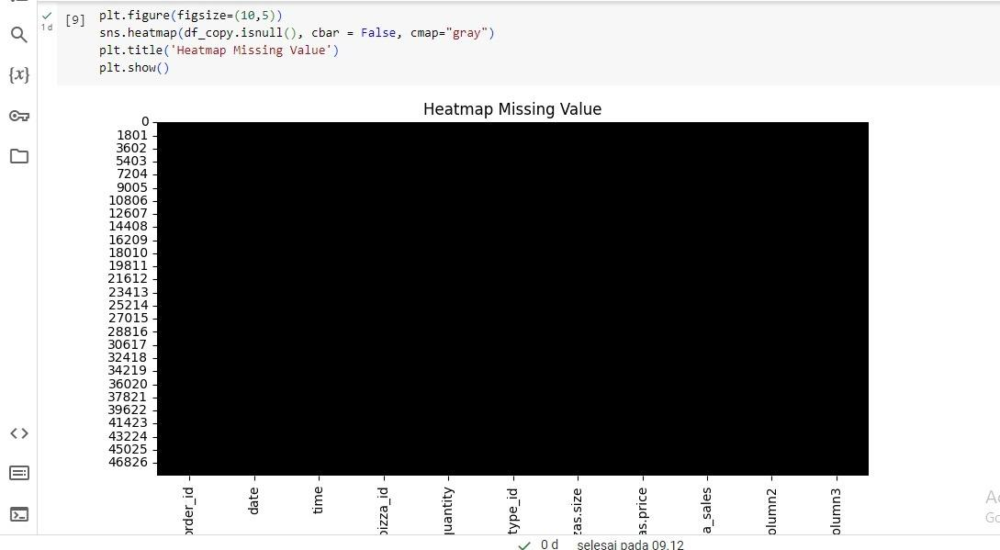 [9]
1 d
plt.figure(figsize=(10,5))
sns.heatmap(df_copy.isnull(), cbar = False, cmap="gray")
plt.title('Heatmap Missing Value')
plt.show()
{x}
Heatmap Missing Value
0
1801
3602
5403
7204
9005
10806
12607
14408
16209
18010
19811
21612
23413
25214
27015
28816
30617
32418
34219
36020
37821
39622
41423
43224
45025
46826
order_id
date
time
pizza_id
quantity
type_id
zas.size
as.price
a_sales
olumn2
olumn3
<>
Ac
Go
0 d selesai pada 09.12